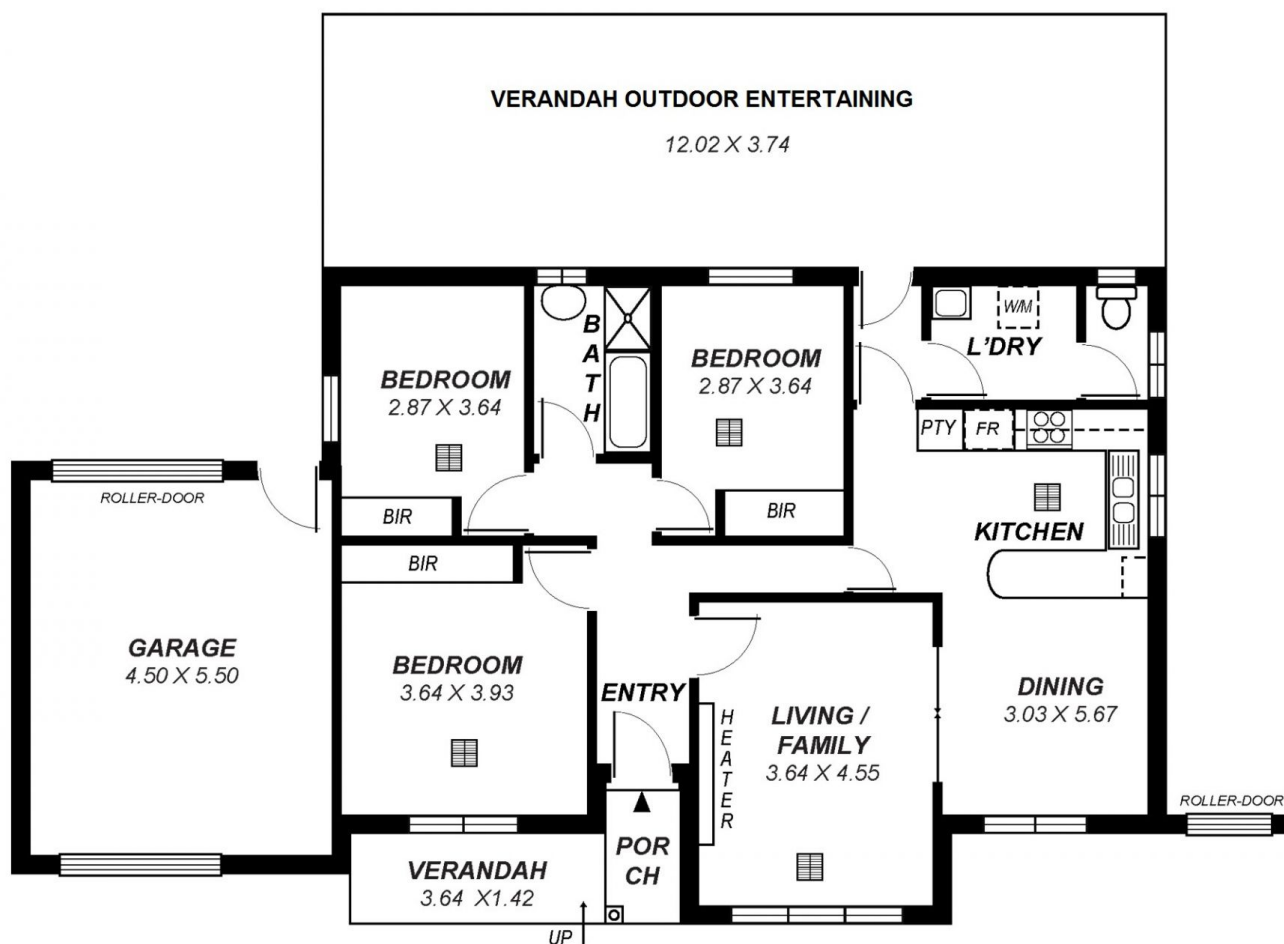 VERANDAH OUTDOOR ENTERTAINING
12.02 X 3.74
BEDROOM
2.87 X 3.64
BIR
BATH
BEDROOM
2.87 X 3.64
BIR
W/M
L'DRY
PTY
FR
KITCHEN
ROLLER-DOOR
GARAGE
4.50 X 5.50
BIR
BEDROOM
3.64 X 3.93
ENTRY
HEATER
LIVING /
FAMILY
3.64 X 4.55
DINING
3.03 X 5.67
ROLLER-DOOR
VERANDAH
3.64 X1.42
POR
CH
UP